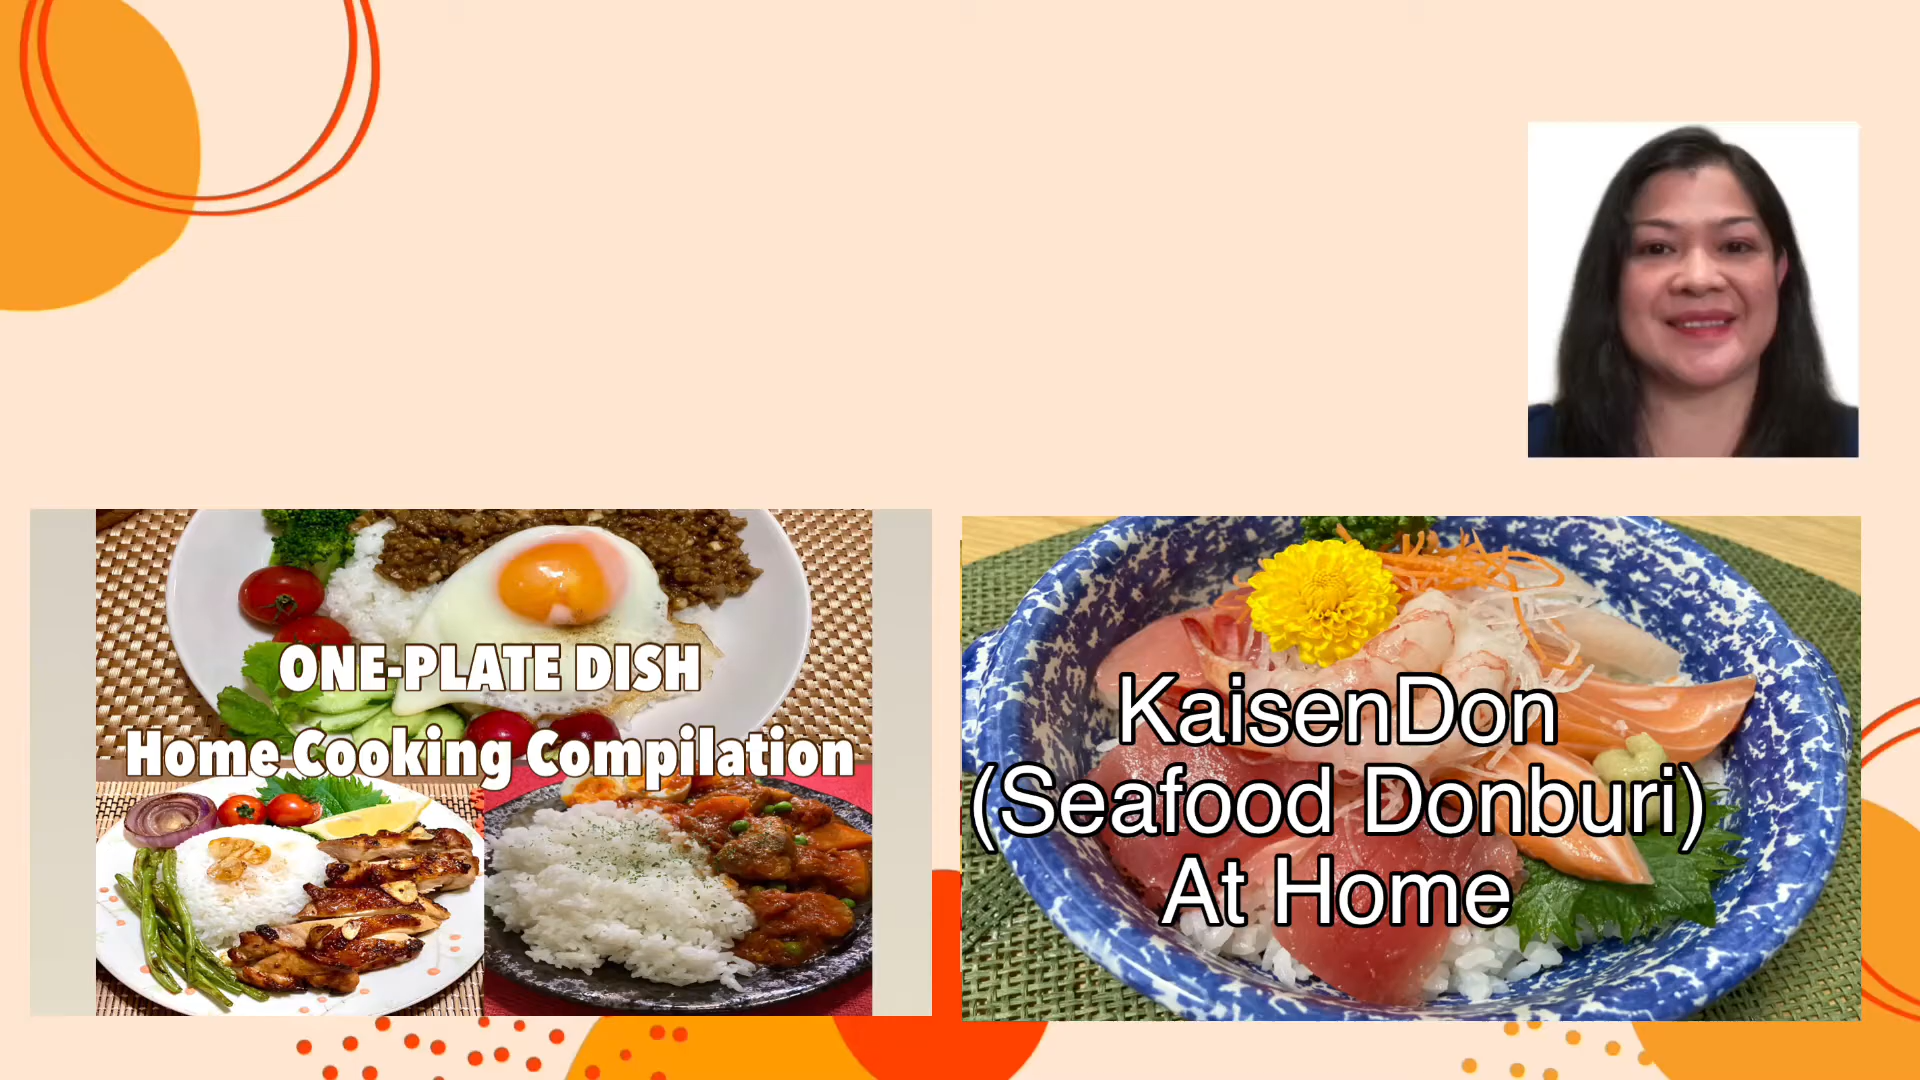 ONE-PLATE DISH
Home Cooking Compilation
KaisenDon
(Seafood Donburi)
At Home